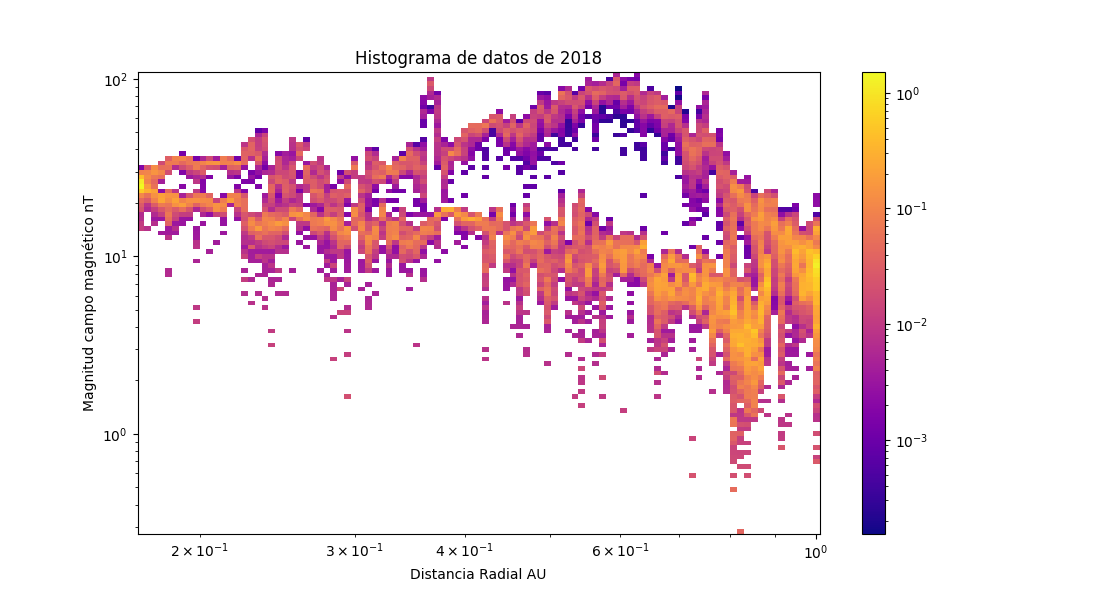 Histograma de datos de 2018
Magnitud campo magnético nT
10²
10¹
10⁰
2 × 10⁻¹ 3 × 10⁻¹ 4 × 10⁻¹ 6 × 10⁻¹ 10⁰
Distancia Radial AU
10⁰
10⁻¹
10⁻²
10⁻³